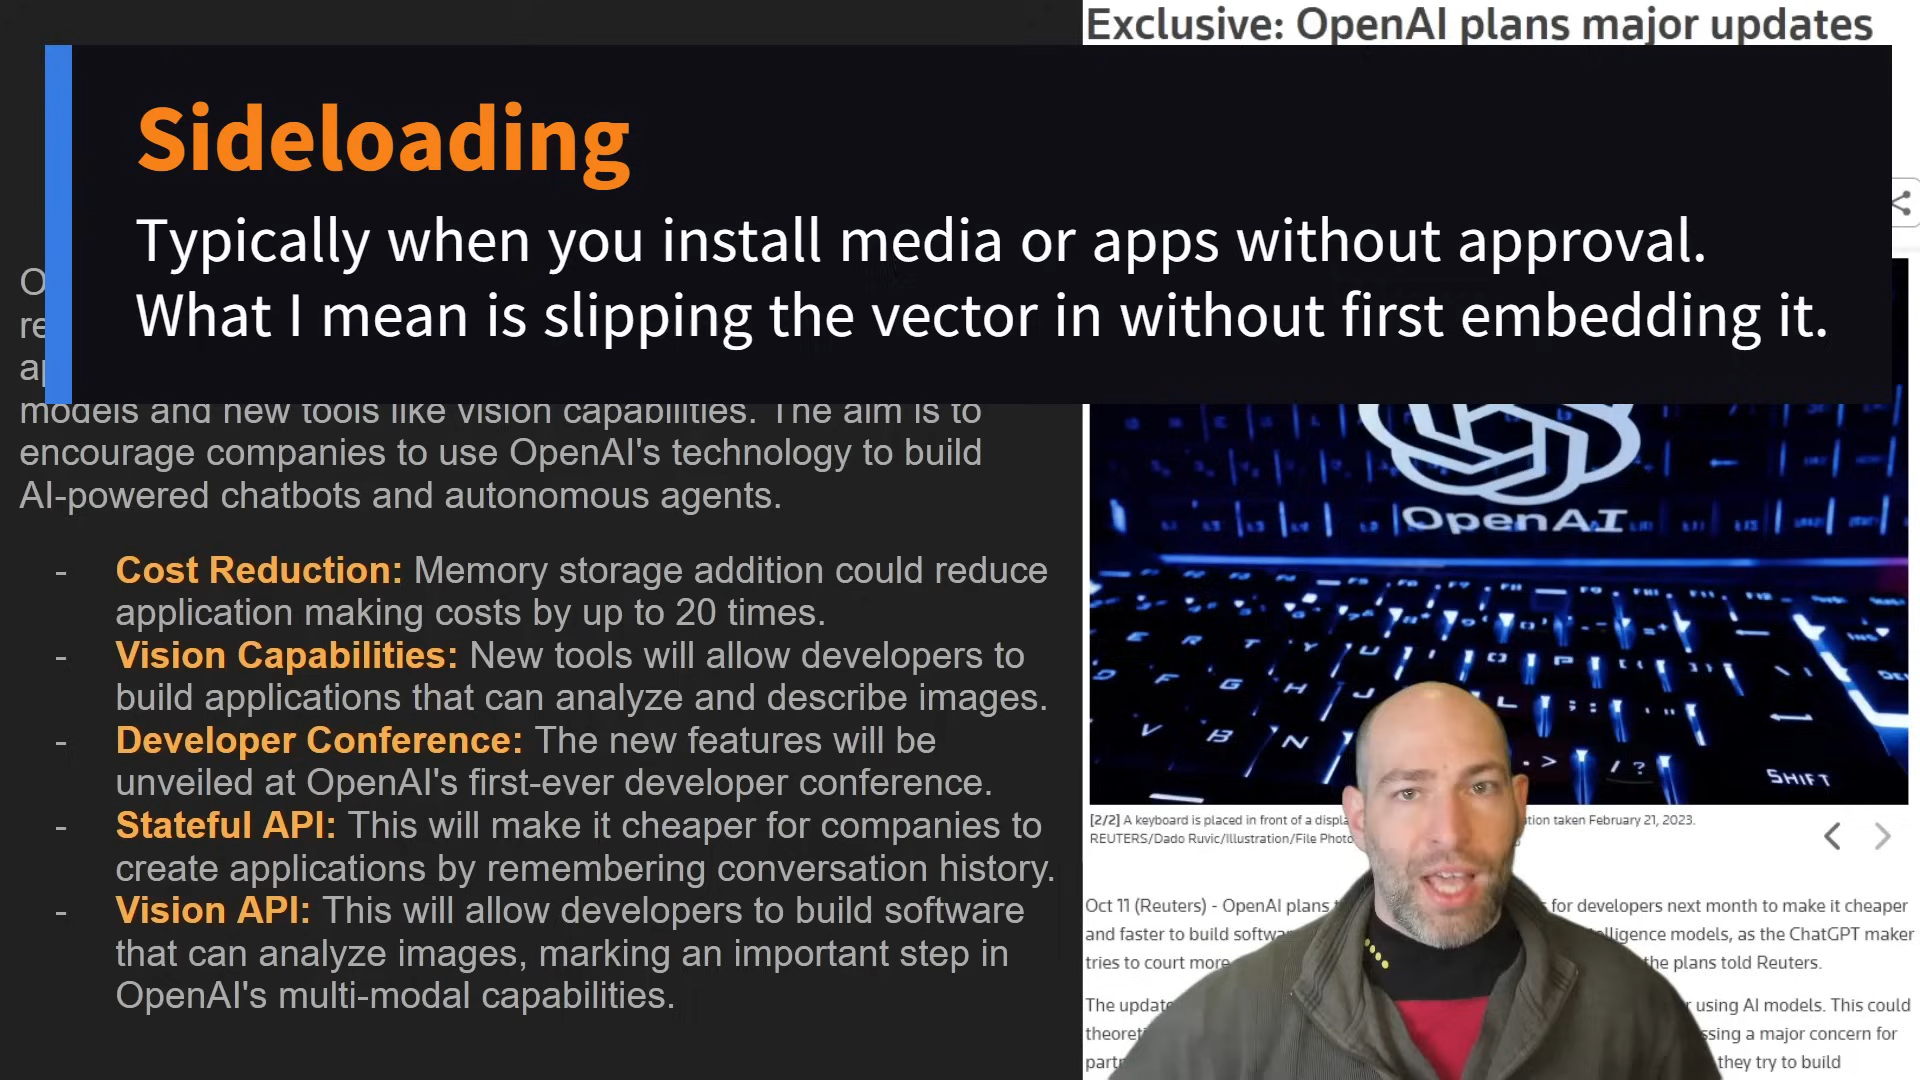 Exclusive: OpenAI plans major updates
Sideloading
Typically when you install media or apps without approval.
What I mean is slipping the vector in without first embedding it.
models and new tools like vision capabilities. The aim is to
encourage companies to use OpenAI's technology to build
AI-powered chatbots and autonomous agents.
- Cost Reduction: Memory storage addition could reduce
application making costs by up to 20 times.
- Vision Capabilities: New tools will allow developers to
build applications that can analyze and describe images.
- Developer Conference: The new features will be
unveiled at OpenAI's first-ever developer conference.
- Stateful API: This will make it cheaper for companies to
create applications by remembering conversation history.
- Vision API: This will allow developers to build software
that can analyze images, marking an important step in
OpenAI's multi-modal capabilities.
OpenAI
SHIFT
[2/2] A keyboard is placed in front of a taken February 21, 2023.
REUTERS/Dado Ruvic/Illustration/File Photo
Oct 11 (Reuters) - OpenAI plans for developers next month to make it cheaper
and faster to build models, as the ChatGPT maker
tries to court more the plans told Reuters.
The using AI models. This could
a major concern for
they try to build